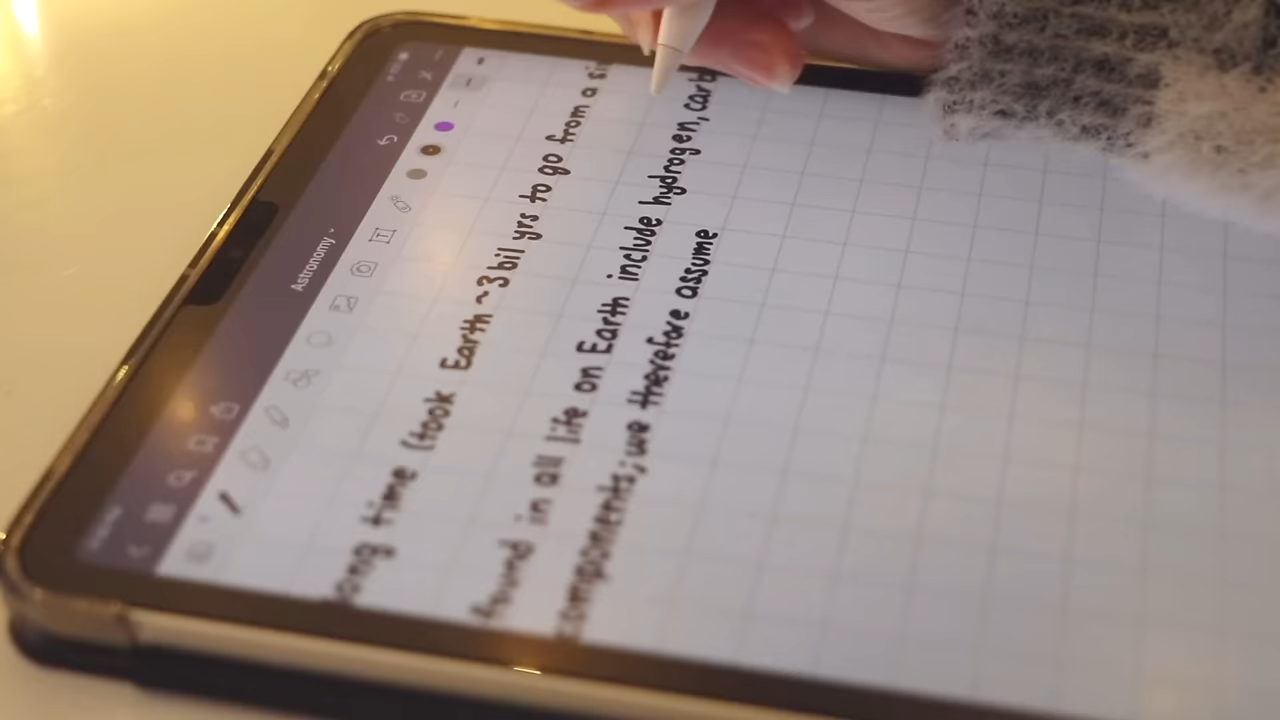 Astronomy
ong time (took Earth ~3 bil yrs to go from a si
found in all life on Earth include hydrogen, carb
components; we therefore assume